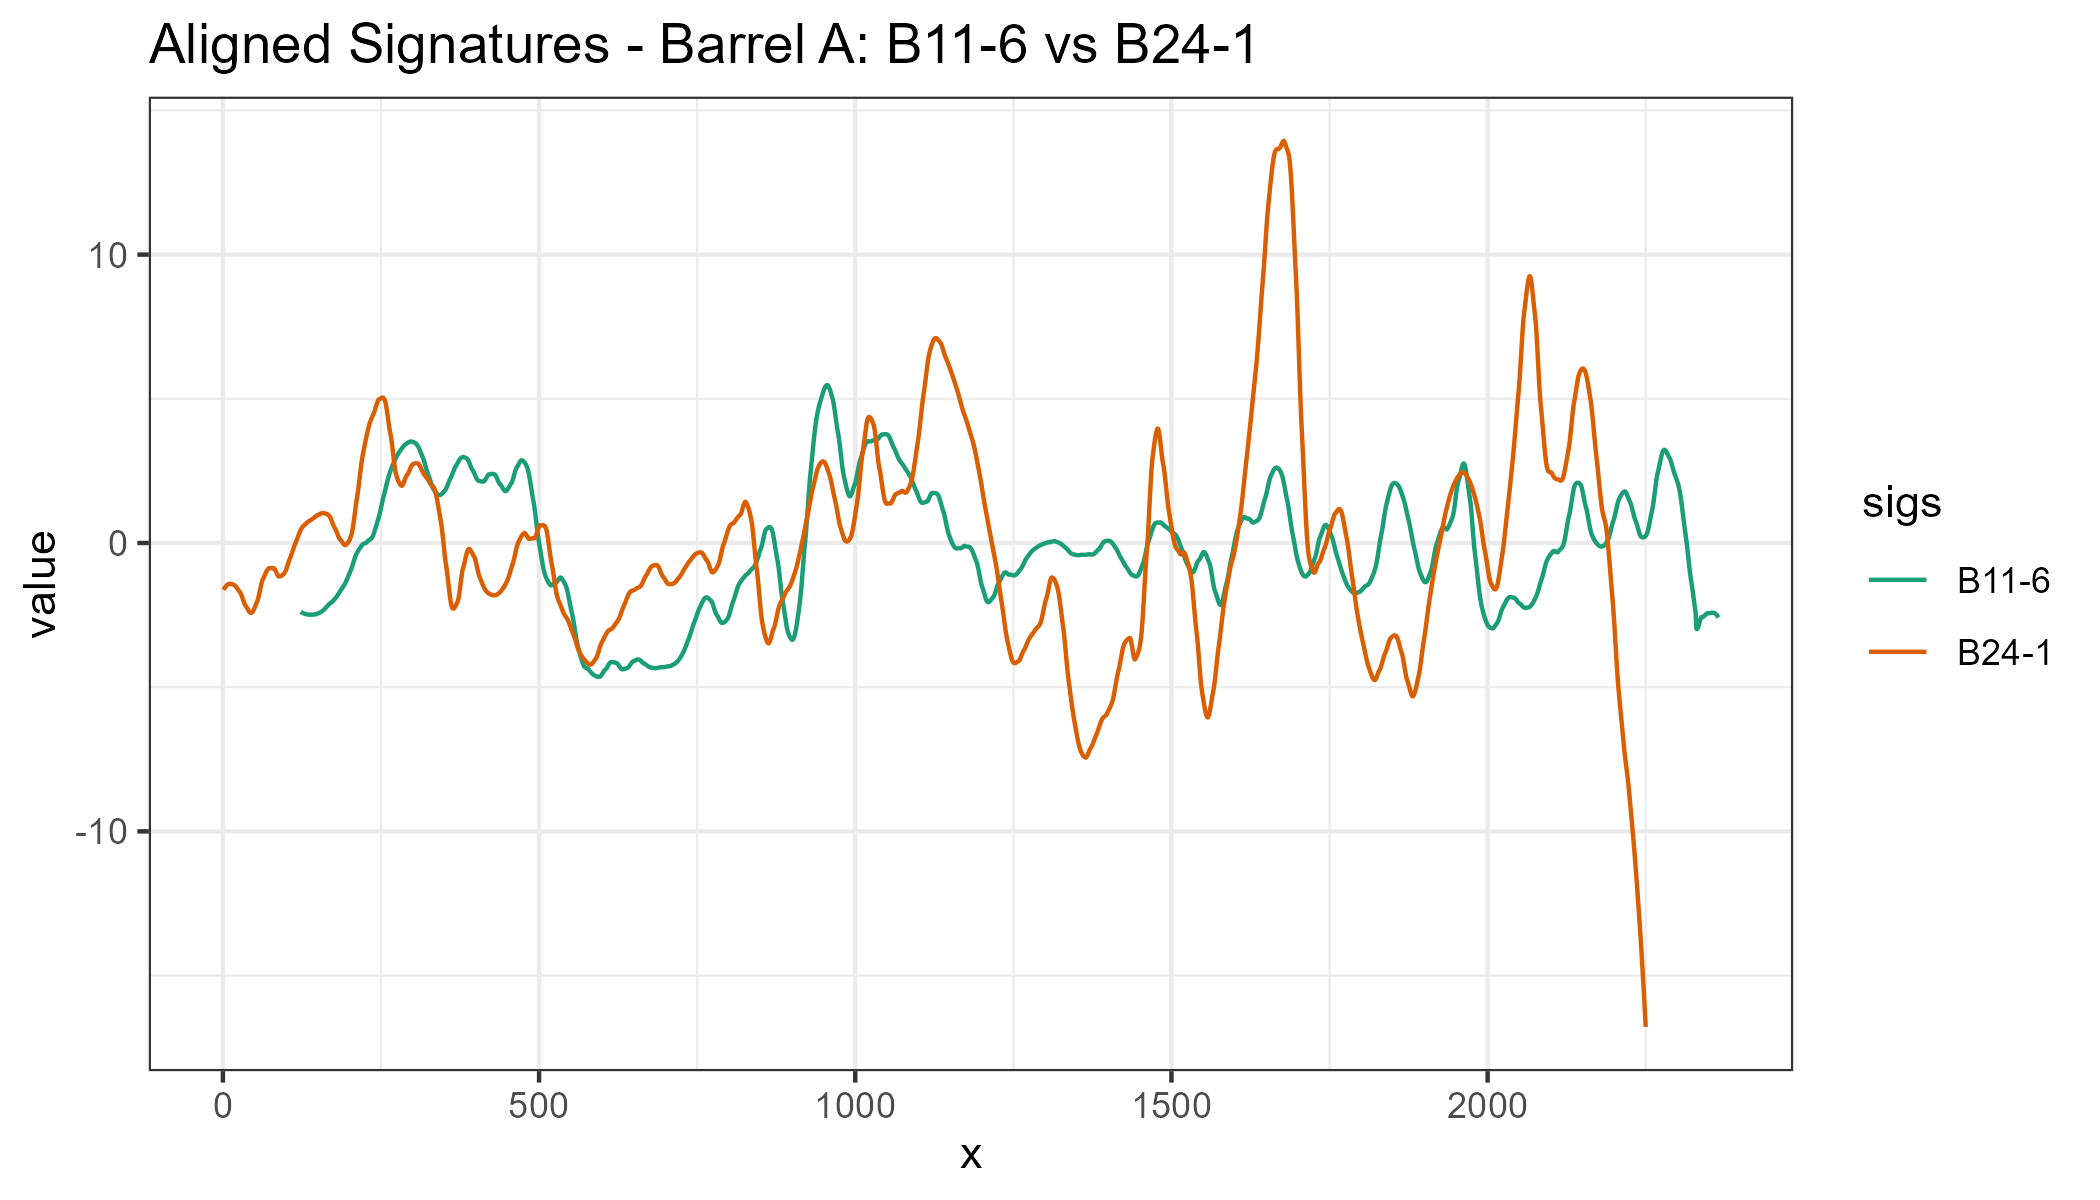 Aligned Signatures - Barrel A: B11-6 vs B24-1
10
0
-10
value
0 500 1000 1500 2000
x
sigs
B11-6
B24-1